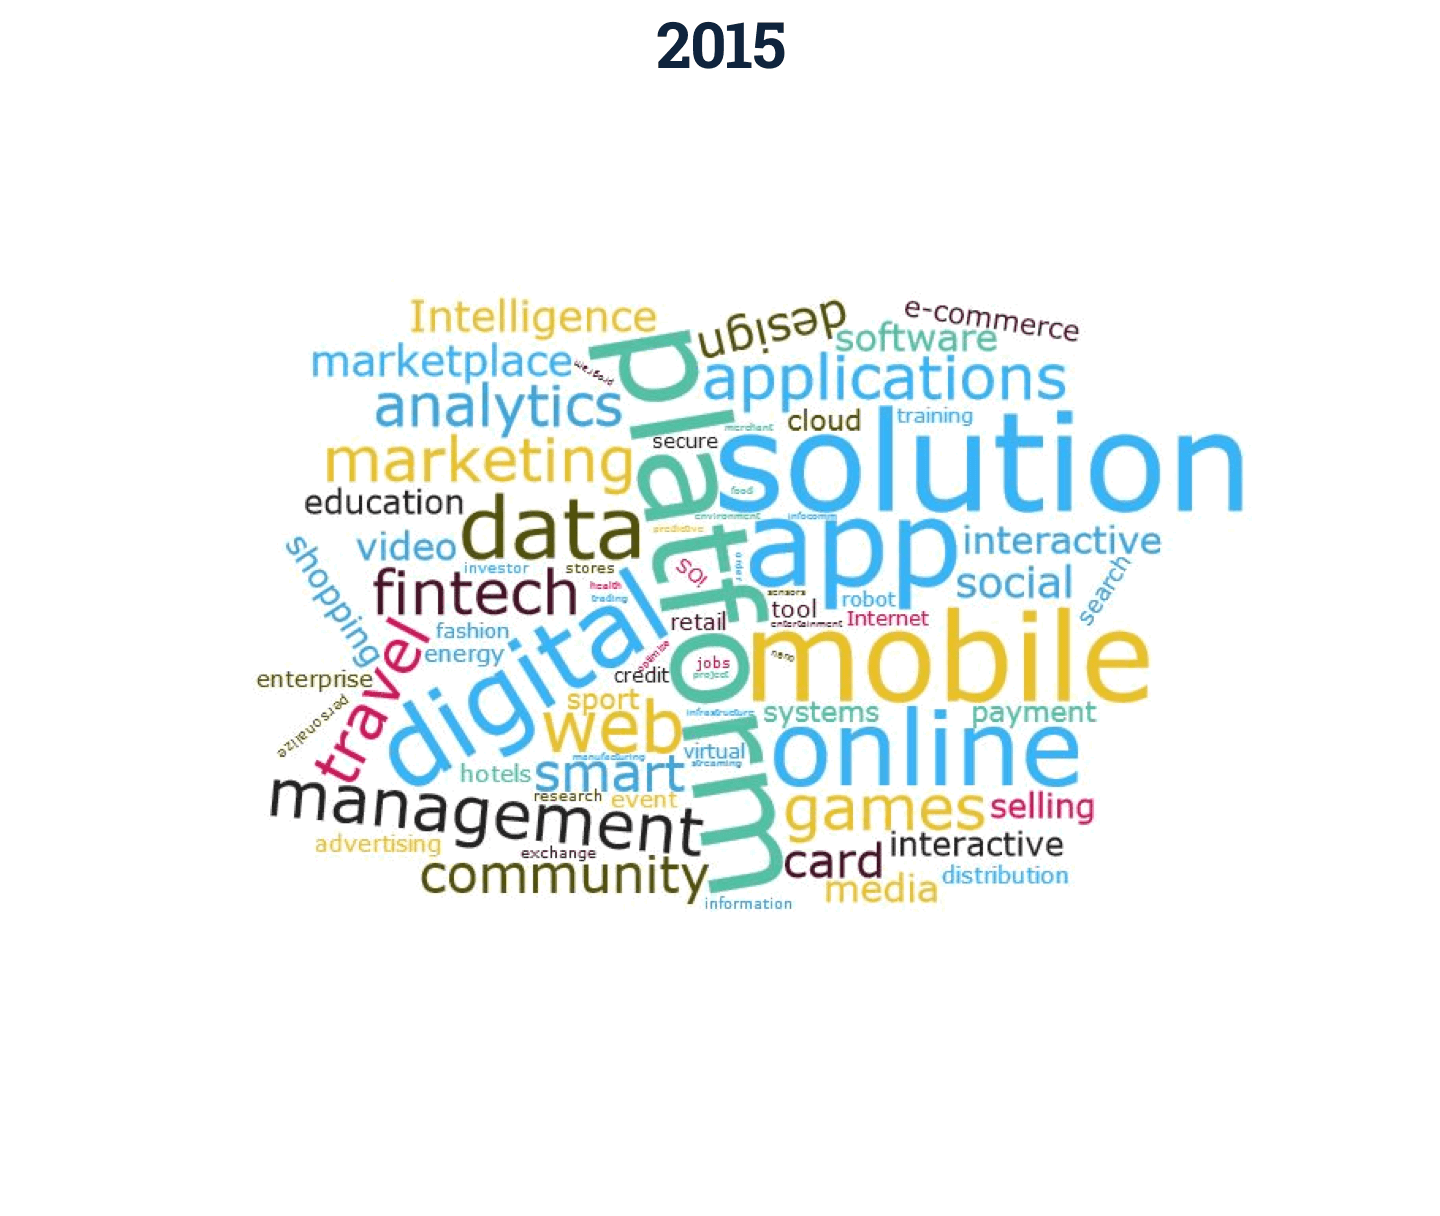 2015
Intelligence
design
e-commerce
software
marketplace
program
platform
applications
analytics
merchant
cloud
training
secure
solution
marketing
food
education
data
environment
infocomm
predictive
app
interactive
video
shopping
investor
stores
SQL
order
social
search
fintech
health
trading
sensors
robot
tool
Internet
entertainment
retail
fashion
digital
travel
energy
optimize
jobs
project
nano
mobile
credit
enterprise
personalize
sport
web
infrastructure
systems
payment
online
manufacturing
virtual
streaming
hotels
smart
management
research
event
games
selling
advertising
exchange
interactive
card
community
distribution
media
information